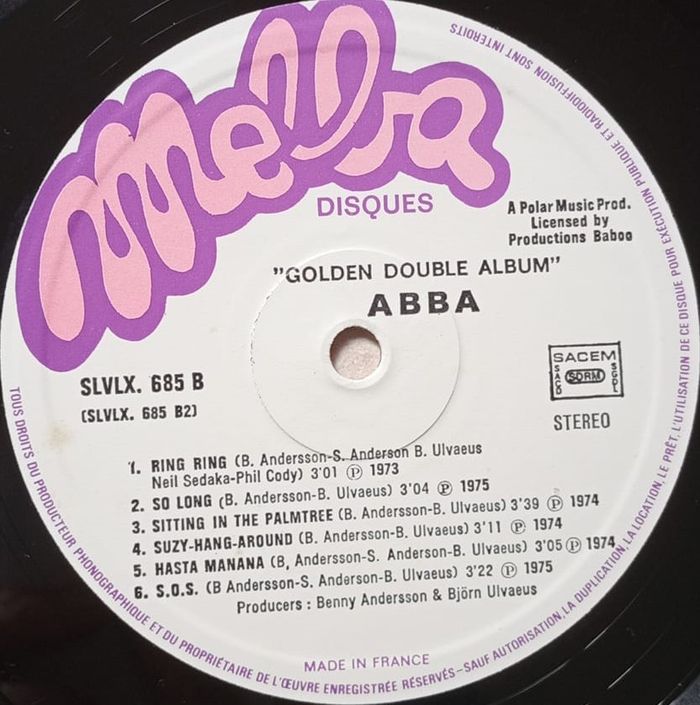 Melba
DISQUES
A Polar Music Prod.
Licensed by
Productions Baboo
"GOLDEN DOUBLE ALBUM"
ABBA
SLVLX. 685 B
(SLVLX. 685 B2)
SACEM
SACD SDRM SGDL
STEREO
1. RING RING (B. Andersson-S. Anderson B. Ulvaeus
Neil Sedaka-Phil Cody) 3'01 Ⓟ 1973
2. SO LONG (B. Andersson-B. Ulvaeus) 3'04 Ⓟ 1975
3. SITTING IN THE PALMTREE (B. Andersson-B. Ulvaeus) 3'39 Ⓟ 1974
4. SUZY-HANG-AROUND (B. Andersson-B. Ulvaeus) 3'11 Ⓟ 1974
5. HASTA MANANA (B, Andersson-S. Anderson-B. Ulvaeus) 3'05 Ⓟ 1974
6. S.O.S. (B Andersson-S. Anderson-B. Ulvaeus) 3'22 Ⓟ 1975
Producers : Benny Andersson & Björn Ulvaeus
MADE IN FRANCE
TOUS DROITS DU PRODUCTEUR PHONOGRAPHIQUE ET DU PROPRIÉTAIRE DE L'ŒUVRE ENREGISTRÉE RÉSERVÉS - SAUF AUTORISATION, LA DUPLICATION, LA LOCATION, LE PRÊT, L'UTILISATION DE CE DISQUE POUR EXÉCUTION PUBLIQUE ET RADIODIFFUSION SONT INTERDITS